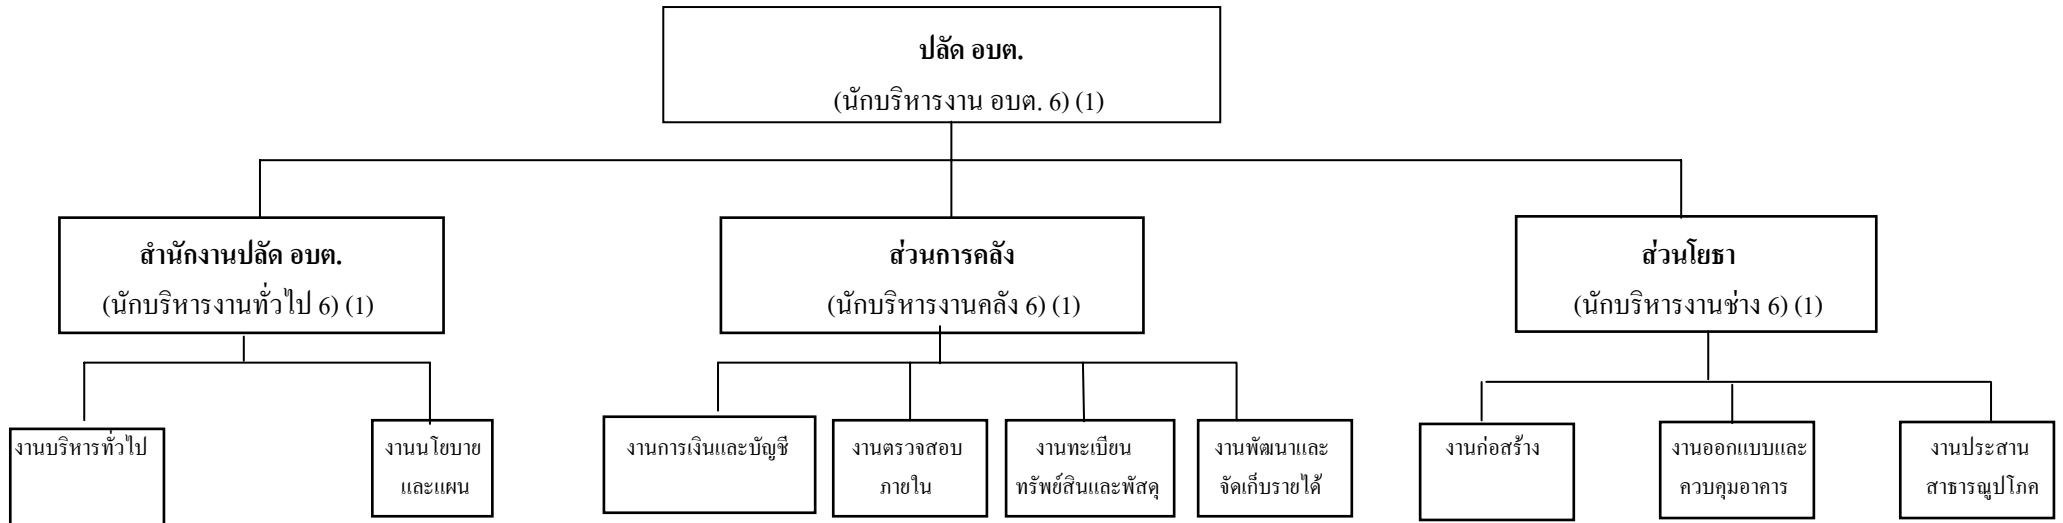 ปลัด อบต.
(นักบริหารงาน อบต. 6) (1)
สำนักงานปลัด อบต.
(นักบริหารงานทั่วไป 6) (1)
ส่วนการคลัง
(นักบริหารงานคลัง 6) (1)
ส่วนโยธา
(นักบริหารงานช่าง 6) (1)
งานบริหารทั่วไป
งานนโยบาย
และแผน
งานการเงินและบัญชี
งานตรวจสอบ
ภายใน
งานทะเบียน
ทรัพย์สินและพัสดุ
งานพัฒนาและ
จัดเก็บรายได้
งานก่อสร้าง
งานออกแบบและ
ควบคุมอาคาร
งานประสาน
สาธารณูปโภค